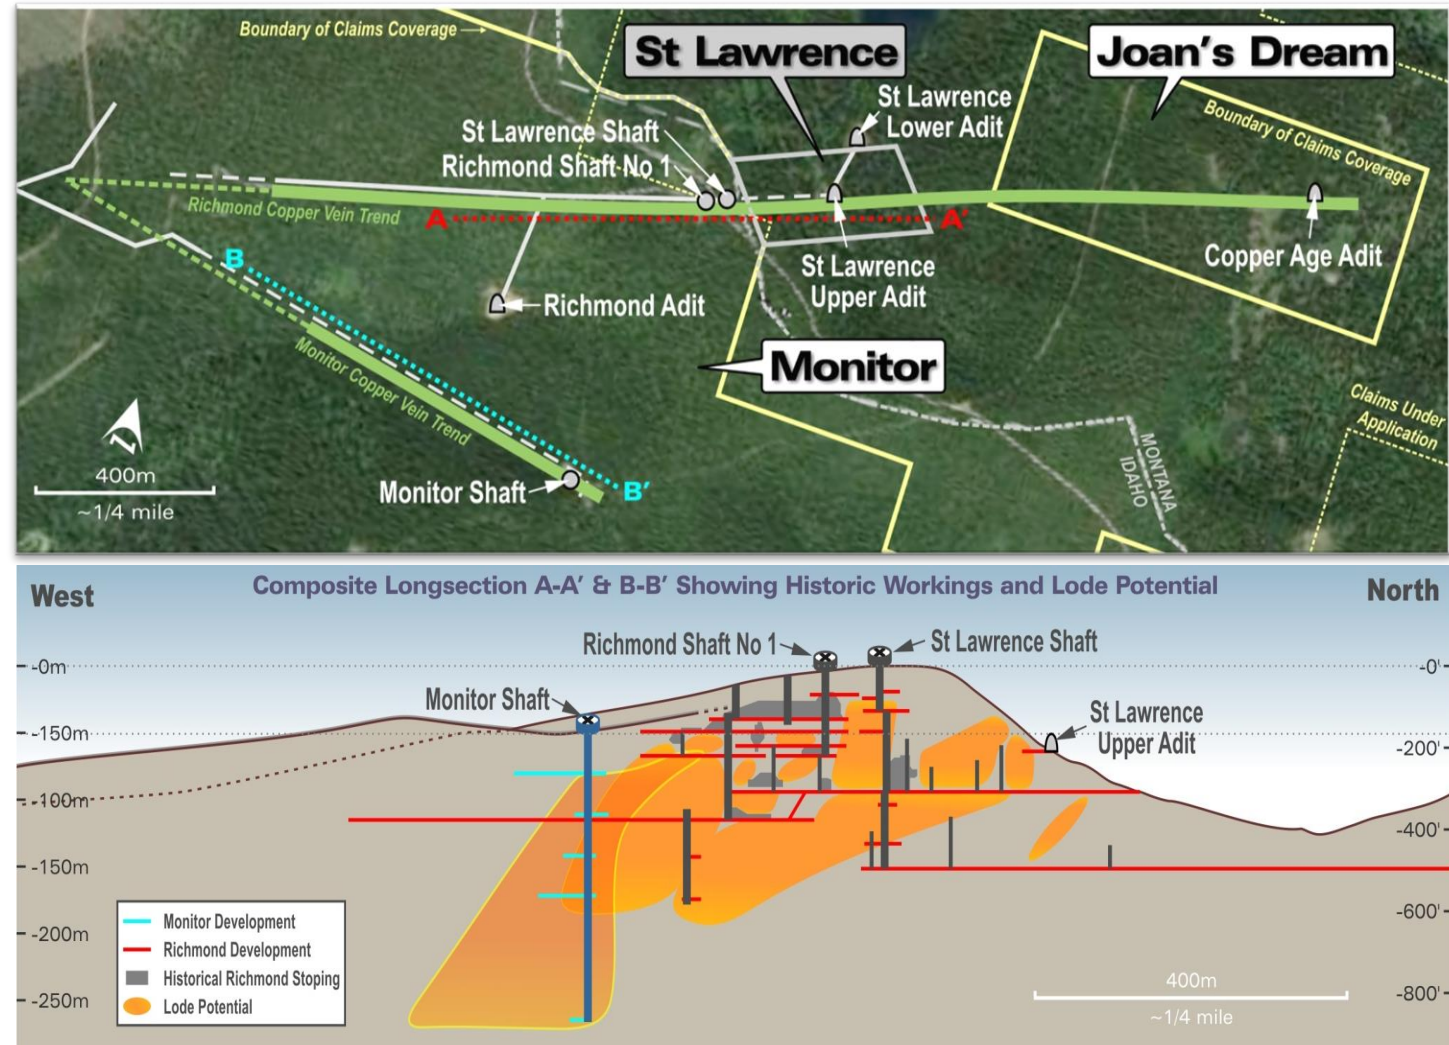 Boundary of Claims Coverage
St Lawrence
Joan's Dream
St Lawrence
Lower Adit
Boundary of Claims Coverage
St Lawrence Shaft
Richmond Shaft No 1
Richmond Copper Vein Trend
A
A'
Copper Age Adit
St Lawrence
Upper Adit
B
Richmond Adit
Monitor
Monitor Copper Vein Trend
Claims Under
Application
MONTANA
IDAHO
N
400m
~1/4 mile
Monitor Shaft
B'
West
Composite Longsection A-A' & B-B' Showing Historic Workings and Lode Potential
North
Richmond Shaft No 1
St Lawrence Shaft
-0m
-0'
Monitor Shaft
St Lawrence
Upper Adit
-150m
-200'
-100m
-400'
-150m
-200m
-250m
-600'
-800'
Monitor Development
Richmond Development
Historical Richmond Stoping
Lode Potential
400m
~1/4 mile